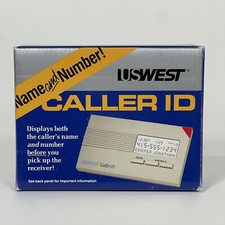 Name and Number!
USWEST
CALLER ID
Displays both
the caller's name
and number
before you
pick up the
receiver!
415-555-1234
See back panel for important information